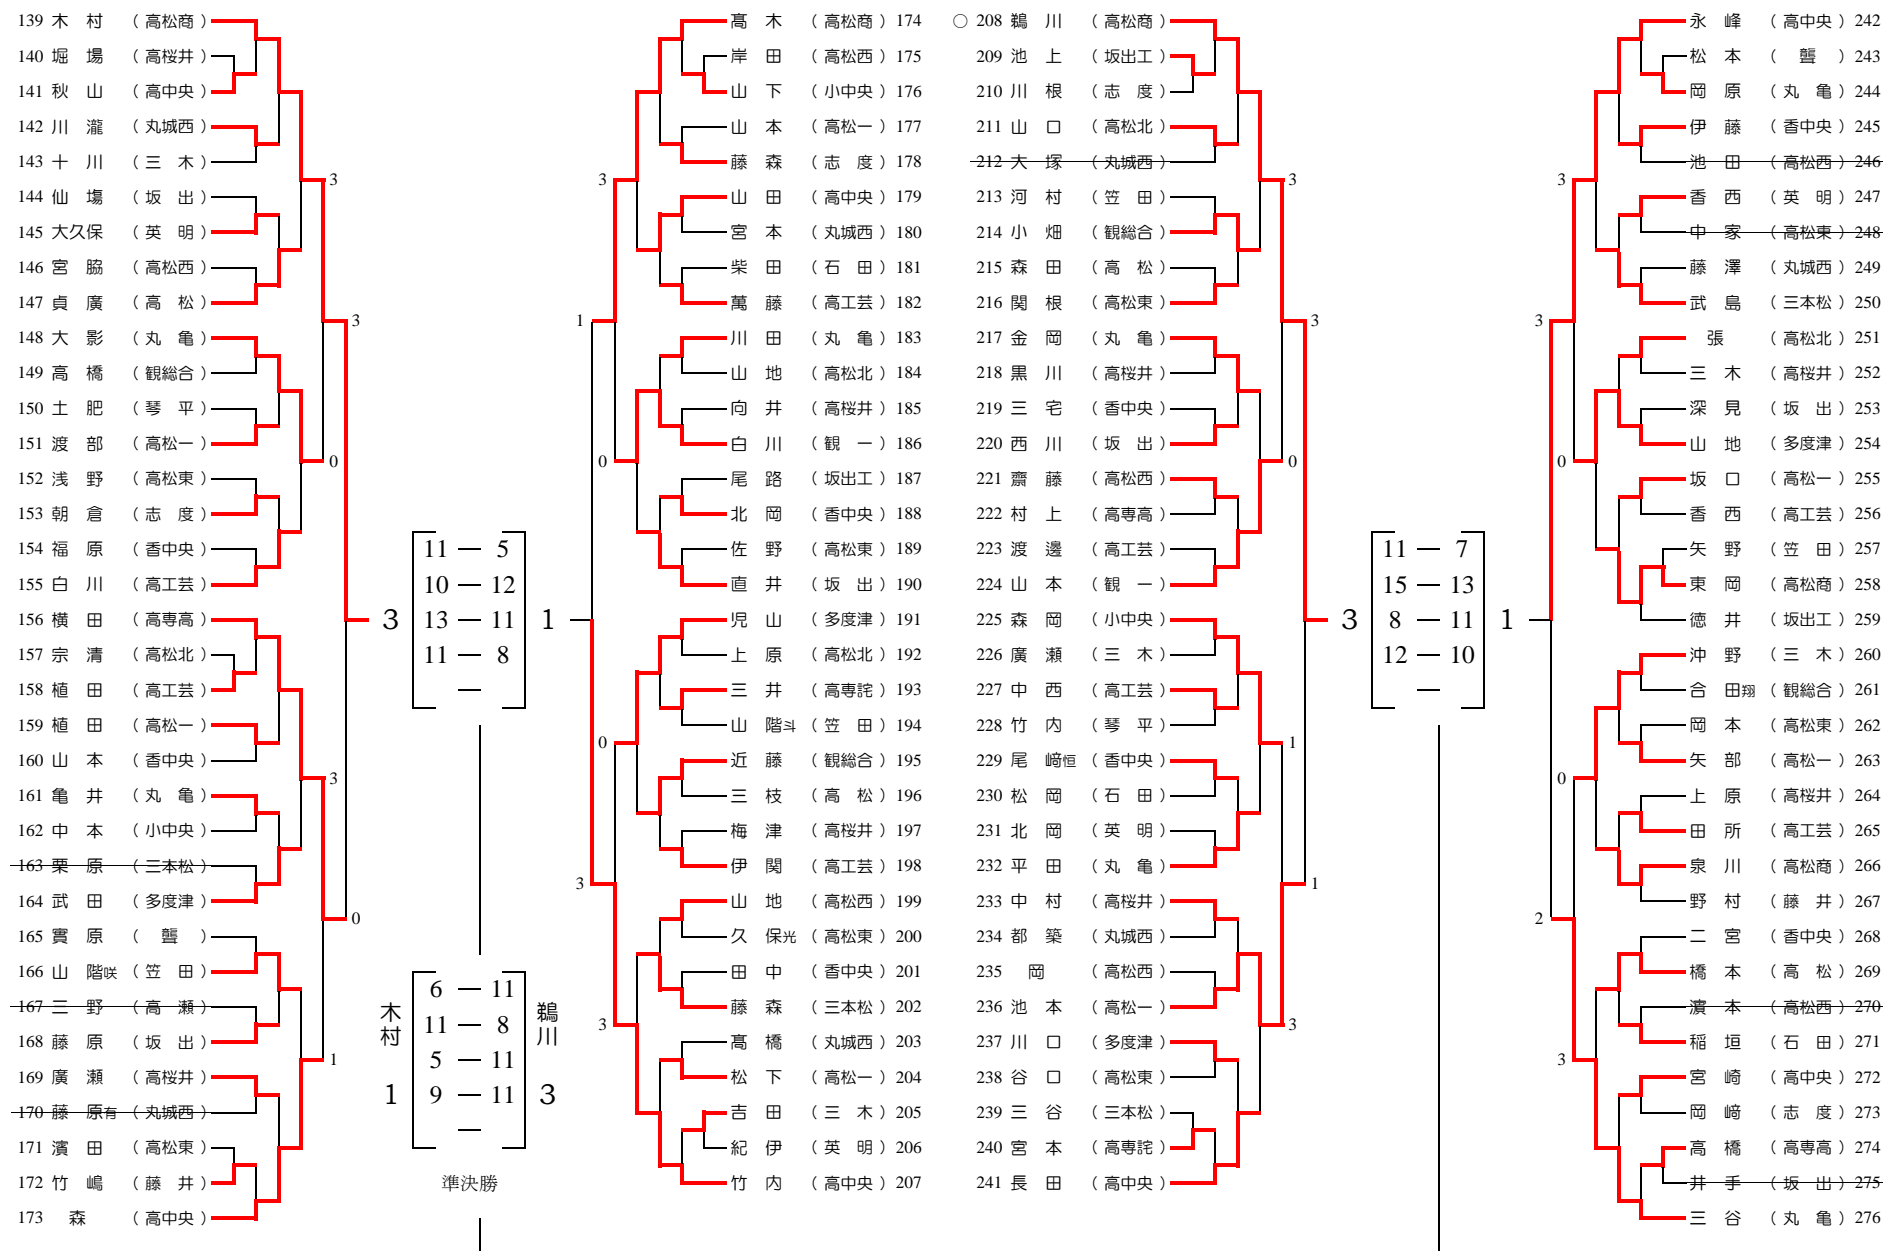 139 木村 (高松商)
140 堀場 (高桜井)
141 秋山 (高中央)
142 川瀧 (丸城西)
143 十川 (三木)
144 仙塲 (坂出)
145 大久保 (英明)
146 宮脇 (高松西)
147 貞廣 (高松)
148 大影 (丸亀)
149 高橋 (観総合)
150 土肥 (琴平)
151 渡部 (高松一)
152 浅野 (高松東)
153 朝倉 (志度)
154 福原 (香中央)
155 白川 (高工芸)
156 横田 (高専高)
157 宗清 (高松北)
158 植田 (高工芸)
159 植田 (高松一)
160 山本 (香中央)
161 亀井 (丸亀)
162 中本 (小中央)
163 栗原 (三本松)
164 武田 (多度津)
165 實原 (聾)
166 山階咲 (笠田)
167 三野 (高瀬)
168 藤原 (坂出)
169 廣瀬 (高桜井)
170 藤原有 (丸城西)
171 濱田 (高松東)
172 竹嶋 (藤井)
173 森 (高中央)
3
3
0
3
3
0
1
3
11 ― 5
10 ― 12
13 ― 11
11 ― 8
―
1
木村
1
6 ― 11
11 ― 8
5 ― 11
9 ― 11
―
鵜川
3
準決勝
3
1
0
0
3
3
髙木 (高松商) 174
岸田 (高松西) 175
山下 (小中央) 176
山本 (高松一) 177
藤森 (志度) 178
山田 (高中央) 179
宮本 (丸城西) 180
柴田 (石田) 181
萬藤 (高工芸) 182
川田 (丸亀) 183
山地 (高松北) 184
向井 (高桜井) 185
白川 (観一) 186
尾路 (坂出工) 187
北岡 (香中央) 188
佐野 (高松東) 189
直井 (坂出) 190
児山 (多度津) 191
上原 (高松北) 192
三井 (高専詫) 193
山階斗 (笠田) 194
近藤 (観総合) 195
三枝 (高松) 196
梅津 (高桜井) 197
伊関 (高工芸) 198
山地 (高松西) 199
久保光 (高松東) 200
田中 (香中央) 201
藤森 (三本松) 202
髙橋 (丸城西) 203
松下 (高松一) 204
吉田 (三木) 205
紀伊 (英明) 206
竹内 (高中央) 207
○ 208 鵜川 (高松商)
209 池上 (坂出工)
210 川根 (志度)
211 山口 (高松北)
212 大塚 (丸城西)
213 河村 (笠田)
214 小畑 (観総合)
215 森田 (高松)
216 関根 (高松東)
217 金岡 (丸亀)
218 黒川 (高桜井)
219 三宅 (香中央)
220 西川 (坂出)
221 齋藤 (高松西)
222 村上 (高専高)
223 渡邊 (高工芸)
224 山本 (観一)
225 森岡 (小中央)
226 廣瀬 (三木)
227 中西 (高工芸)
228 竹内 (琴平)
229 尾﨑恒 (香中央)
230 松岡 (石田)
231 北岡 (英明)
232 平田 (丸亀)
233 中村 (高桜井)
234 都築 (丸城西)
235 岡 (高松西)
236 池本 (高松一)
237 川口 (多度津)
238 谷口 (高松東)
239 三谷 (三本松)
240 宮本 (高専詫)
241 長田 (高中央)
3
3
0
1
1
3
3
11 ― 7
15 ― 13
8 ― 11
12 ― 10
―
1
3
3
0
0
2
3
永峰 (高中央) 242
松本 (聾) 243
岡原 (丸亀) 244
伊藤 (香中央) 245
池田 (高松西) 246
香西 (英明) 247
中家 (高松東) 248
藤澤 (丸城西) 249
武島 (三本松) 250
張 (高松北) 251
三木 (高桜井) 252
深見 (坂出) 253
山地 (多度津) 254
坂口 (高松一) 255
香西 (高工芸) 256
矢野 (笠田) 257
東岡 (高松商) 258
徳井 (坂出工) 259
沖野 (三木) 260
合田翔 (観総合) 261
岡本 (高松東) 262
矢部 (高松一) 263
上原 (高桜井) 264
田所 (高工芸) 265
泉川 (高松商) 266
野村 (藤井) 267
二宮 (香中央) 268
橋本 (高松) 269
濱本 (高松西) 270
稲垣 (石田) 271
宮崎 (高中央) 272
岡﨑 (志度) 273
高橋 (高専高) 274
井手 (坂出) 275
三谷 (丸亀) 276